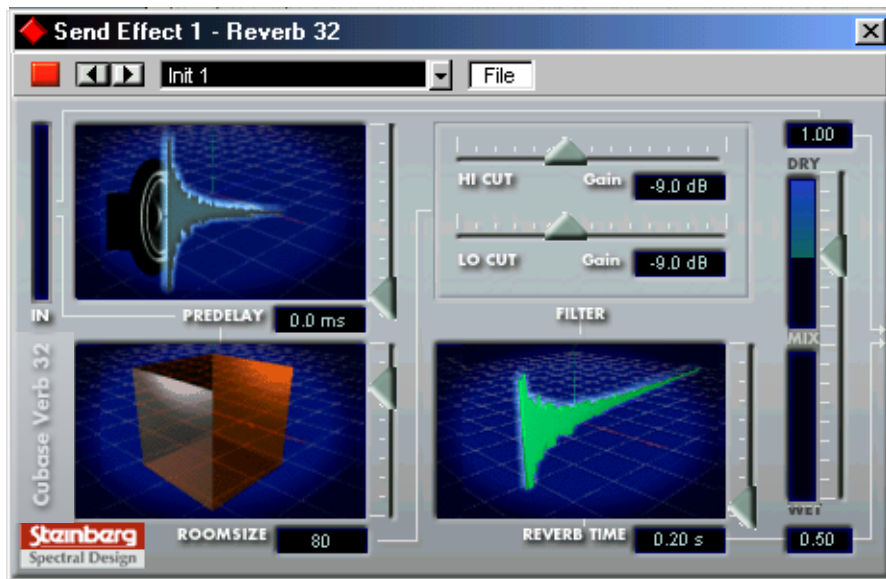 Send Effect 1 - Reverb 32
Init 1
File
IN
PREDELAY
0.0 ms
HI CUT
Gain
-9.0 dB
LO CUT
Gain
-9.0 dB
FILTER
1.00
DRY
MIX
WET
0.50
Cubase Verb 32
ROOMSIZE
80
REVERB TIME
0.20 s
Steinberg
Spectral Design